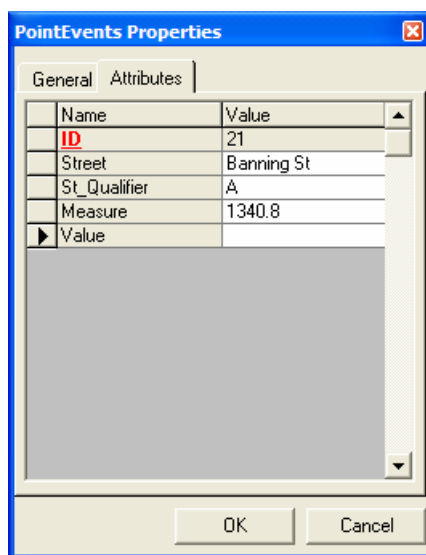 PointEvents Properties
General Attributes
Name Value
ID 21
Street Banning St
St_Qualifier A
Measure 1340.8
Value
OK Cancel